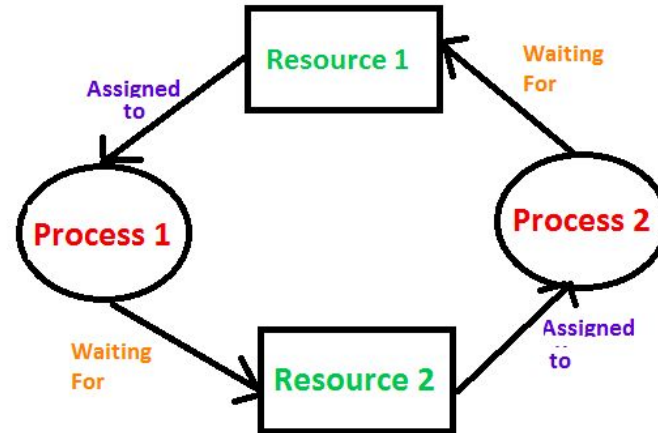 Resource 1
Waiting
For
Assigned
to
Process 1
Process 2
Waiting
For
Resource 2
Assigned
to